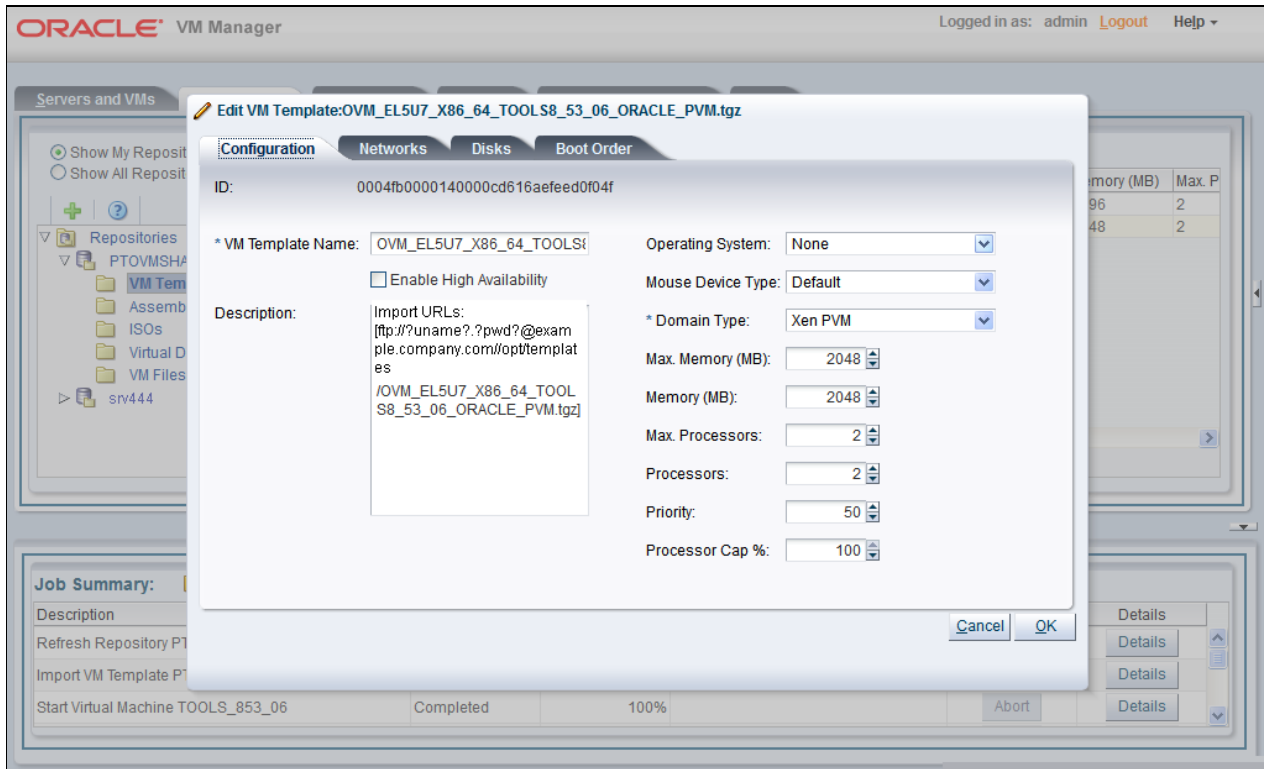 ORACLE VM Manager
Logged in as: admin Logout Help
Servers and VMs
Edit VM Template:OVM_EL5U7_X86_64_TOOLS8_53_06_ORACLE_PVM.tgz
Configuration Networks Disks Boot Order
ID: 0004fb0000140000cd616aefeed0f04f
* VM Template Name: OVM_EL5U7_X86_64_TOOLS8
Enable High Availability
Description:
Import URLs:
[ftp://?uname?.?pwd?@exam
ple.company.com//opt/templat
es
/OVM_EL5U7_X86_64_TOOL
S8_53_06_ORACLE_PVM.tgz]
Operating System: None
Mouse Device Type: Default
* Domain Type: Xen PVM
Max. Memory (MB): 2048
Memory (MB): 2048
Max. Processors: 2
Processors: 2
Priority: 50
Processor Cap %: 100
Cancel OK
Show My Reposit
Show All Reposit
Repositories
PTOVMSHA
VM Tem
Assemb
ISOs
Virtual D
VM Files
srv444
emory (MB) Max. P
96 2
48 2
Job Summary:
Description Details
Refresh Repository PT Details
Import VM Template PT Details
Start Virtual Machine TOOLS_853_06 Completed 100% Abort Details